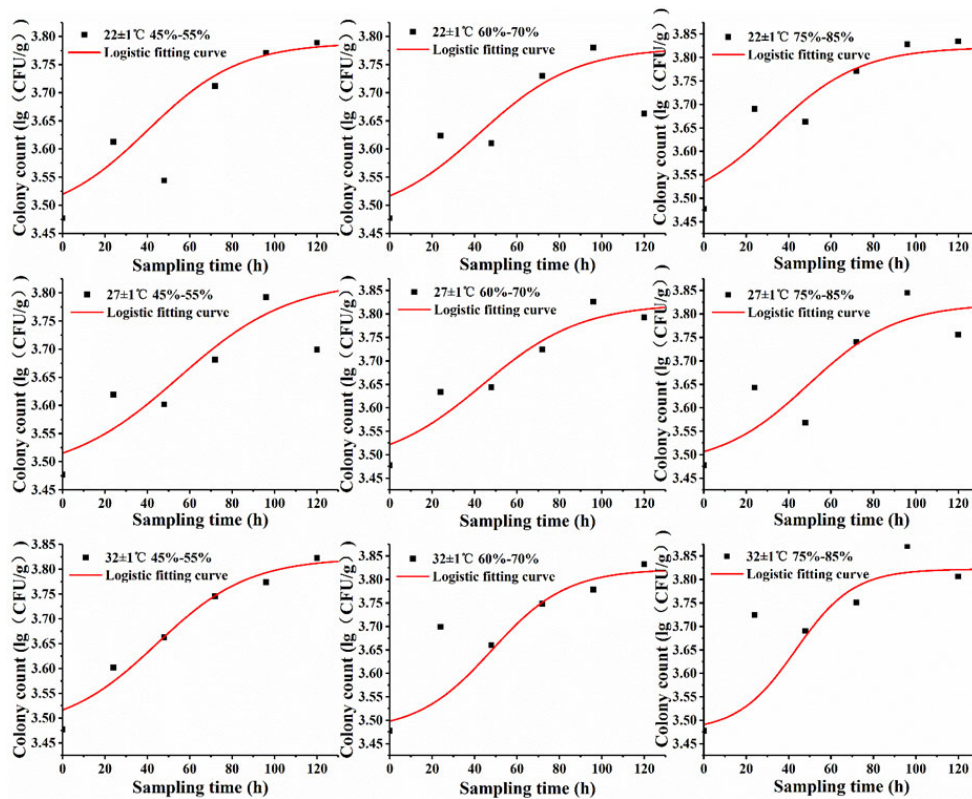 22±1℃ 45%-55%
Logistic fitting curve
Colony count (lg（CFU/g）)
3.80
3.75
3.70
3.65
3.60
3.55
3.50
3.45
0 20 40 60 80 100 120
Sampling time (h)
22±1℃ 60%-70%
Logistic fitting curve
Colony count (lg（CFU/g）)
3.80
3.75
3.70
3.65
3.60
3.55
3.50
3.45
0 20 40 60 80 100 120
Sampling time (h)
22±1℃ 75%-85%
Logistic fitting curve
Colony count (lg（CFU/g）)
3.85
3.80
3.75
3.70
3.65
3.60
3.55
3.50
3.45
0 20 40 60 80 100 120
Sampling time (h)
27±1℃ 45%-55%
Logistic fitting curve
Colony count (lg（CFU/g）)
3.80
3.75
3.70
3.65
3.60
3.55
3.50
3.45
0 20 40 60 80 100 120
Sampling time (h)
27±1℃ 60%-70%
Logistic fitting curve
Colony count (lg（CFU/g）)
3.85
3.80
3.75
3.70
3.65
3.60
3.55
3.50
3.45
0 20 40 60 80 100 120
Sampling time (h)
27±1℃ 75%-85%
Logistic fitting curve
Colony count (lg（CFU/g）)
3.85
3.80
3.75
3.70
3.65
3.60
3.55
3.50
3.45
0 20 40 60 80 100 120
Sampling time (h)
32±1℃ 45%-55%
Logistic fitting curve
Colony count (lg（CFU/g）)
3.85
3.80
3.75
3.70
3.65
3.60
3.55
3.50
3.45
0 20 40 60 80 100 120
Sampling time (h)
32±1℃ 60%-70%
Logistic fitting curve
Colony count (lg（CFU/g）)
3.85
3.80
3.75
3.70
3.65
3.60
3.55
3.50
3.45
0 20 40 60 80 100 120
Sampling time (h)
32±1℃ 75%-85%
Logistic fitting curve
Colony count (lg（CFU/g）)
3.85
3.80
3.75
3.70
3.65
3.60
3.55
3.50
3.45
0 20 40 60 80 100 120
Sampling time (h)